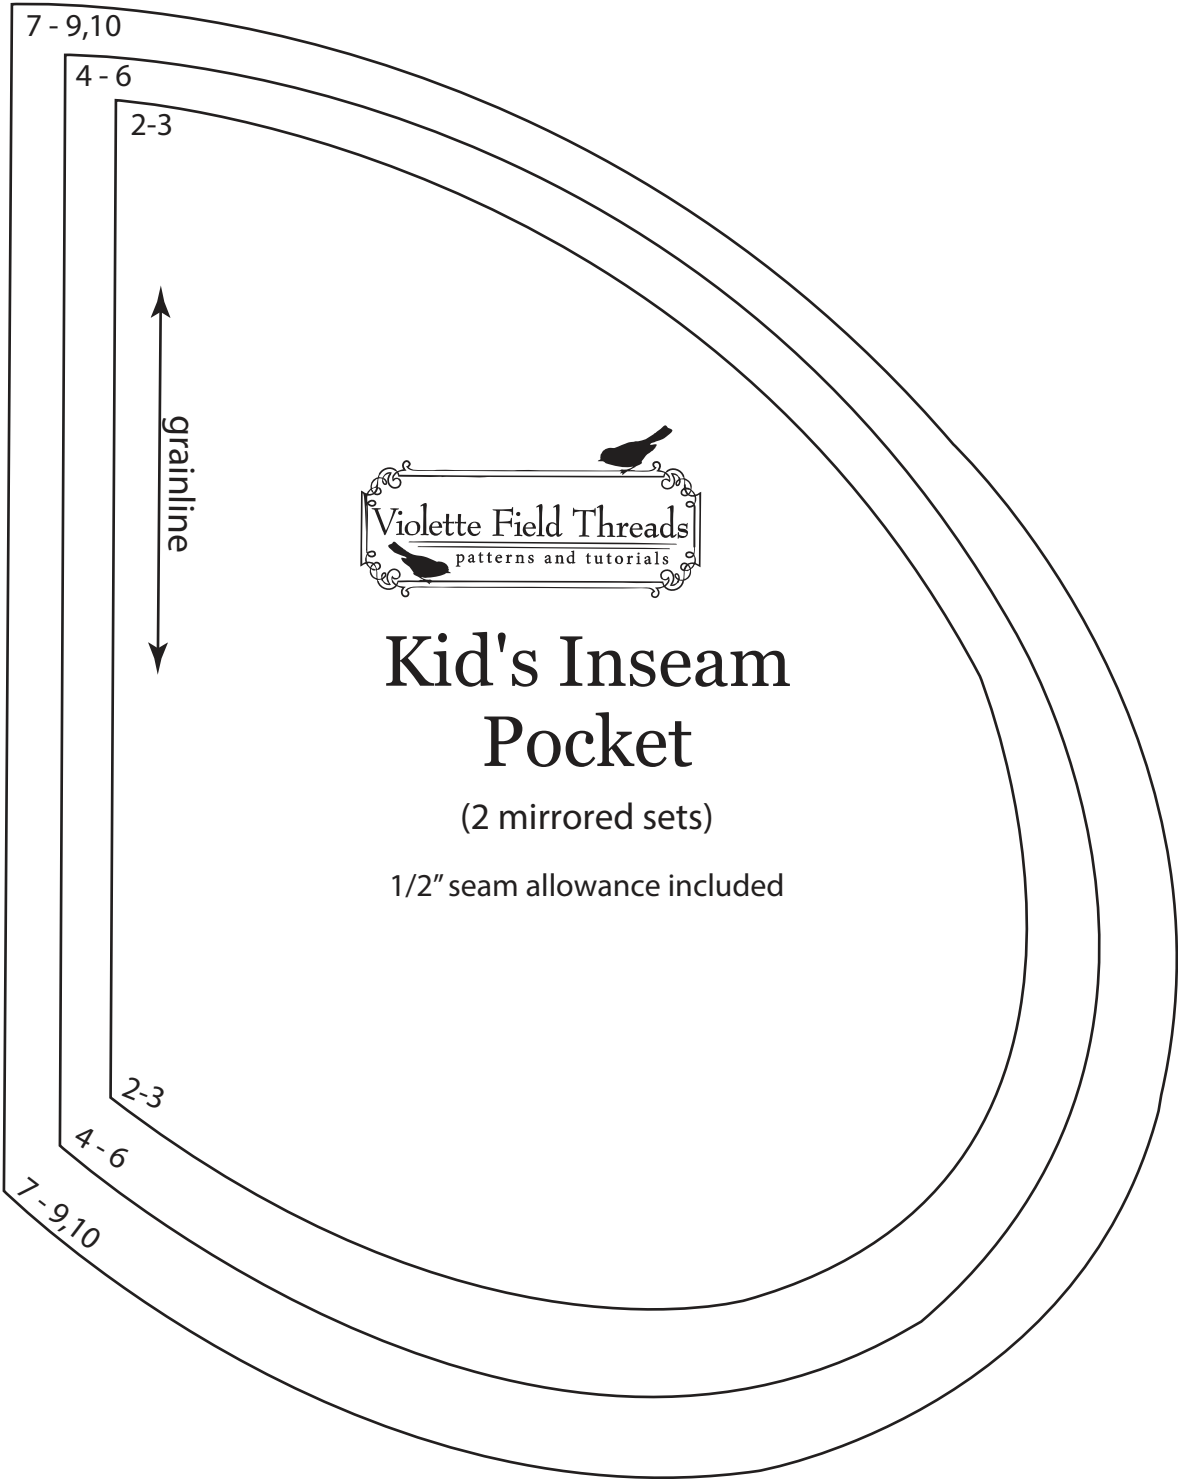 7 - 9,10
4 - 6
2-3
grainline
Violette Field Threads
patterns and tutorials
Kid's Inseam
Pocket
(2 mirrored sets)
1/2” seam allowance included
2-3
4 - 6
7 - 9,10